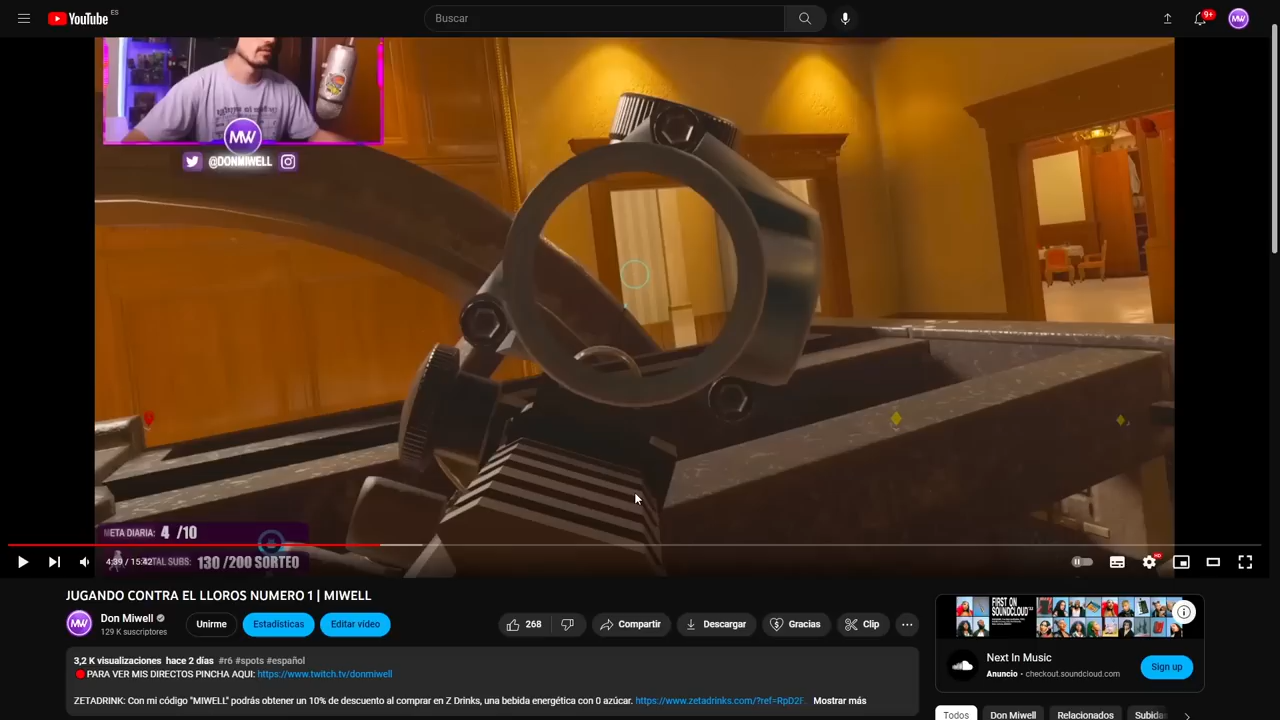 YouTube ES
Buscar
9+
MW
MW
@DONMIWELL
META DIARIA: 4 /10
TOTAL SUBS: 130 /200 SORTEO
4:39 / 15:42
HD
JUGANDO CONTRA EL LLOROS NUMERO 1 | MIWELL
MW
Don Miwell
129 K suscriptores
Unirme
Estadísticas
Editar vídeo
268
Compartir
Descargar
Gracias
Clip
3,2 K visualizaciones hace 2 días #r6 #spots #español
PARA VER MIS DIRECTOS PINCHA AQUI: https://www.twitch.tv/donmiwell
ZETADRINK: Con mi código "MIWELL" podrás obtener un 10% de descuento al comprar en Z Drinks, una bebida energética con 0 azúcar. https://www.zetadrinks.com/?ref=RpD2F... Mostrar más
FIRST ON
SOUNDCLOUD
Next In Music
Anuncio • checkout.soundcloud.com
Sign up
Todos
Don Miwell
Relacionados
Subida